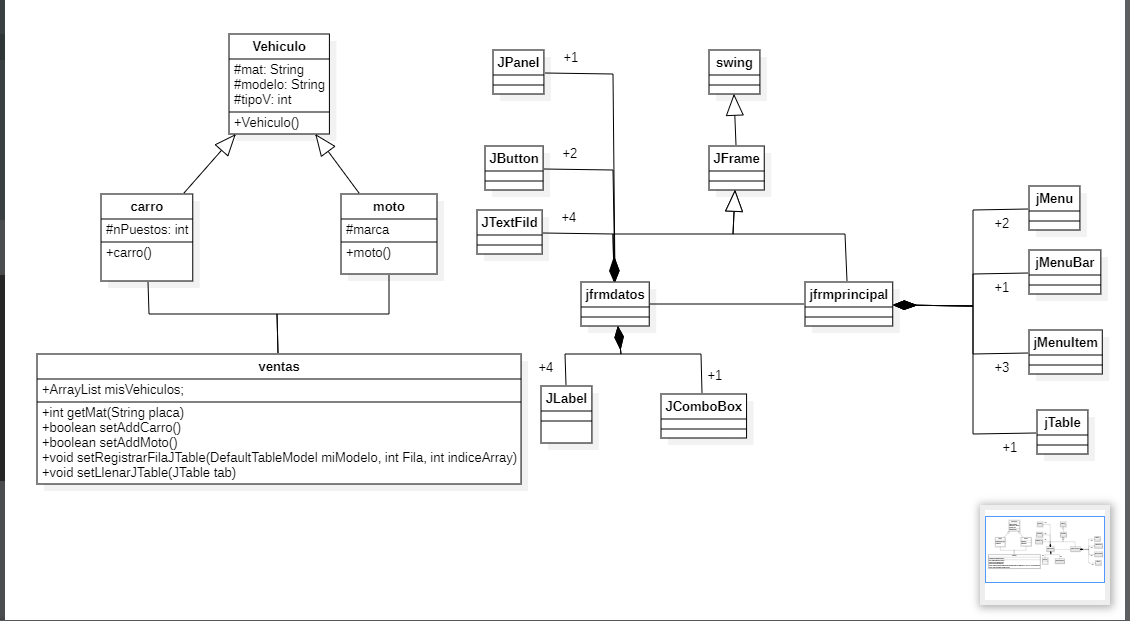 Vehiculo
#mat: String
#modelo: String
#tipoV: int
+Vehiculo()
carro
#nPuestos: int
+carro()
moto
#marca
+moto()
ventas
+ArrayList misVehiculos;
+int getMat(String placa)
+boolean setAddCarro()
+boolean setAddMoto()
+void setRegistrarFilaJTable(DefaultTableModel miModelo, int Fila, int indiceArray)
+void setLlenarJTable(JTable tab)
JPanel
+1
JButton
+2
JTextFild
+4
swing
JFrame
jfrmdatos
jfrmprincipal
+4
JLabel
+1
JComboBox
jMenu
+2
jMenuBar
+1
jMenuItem
+3
jTable
+1